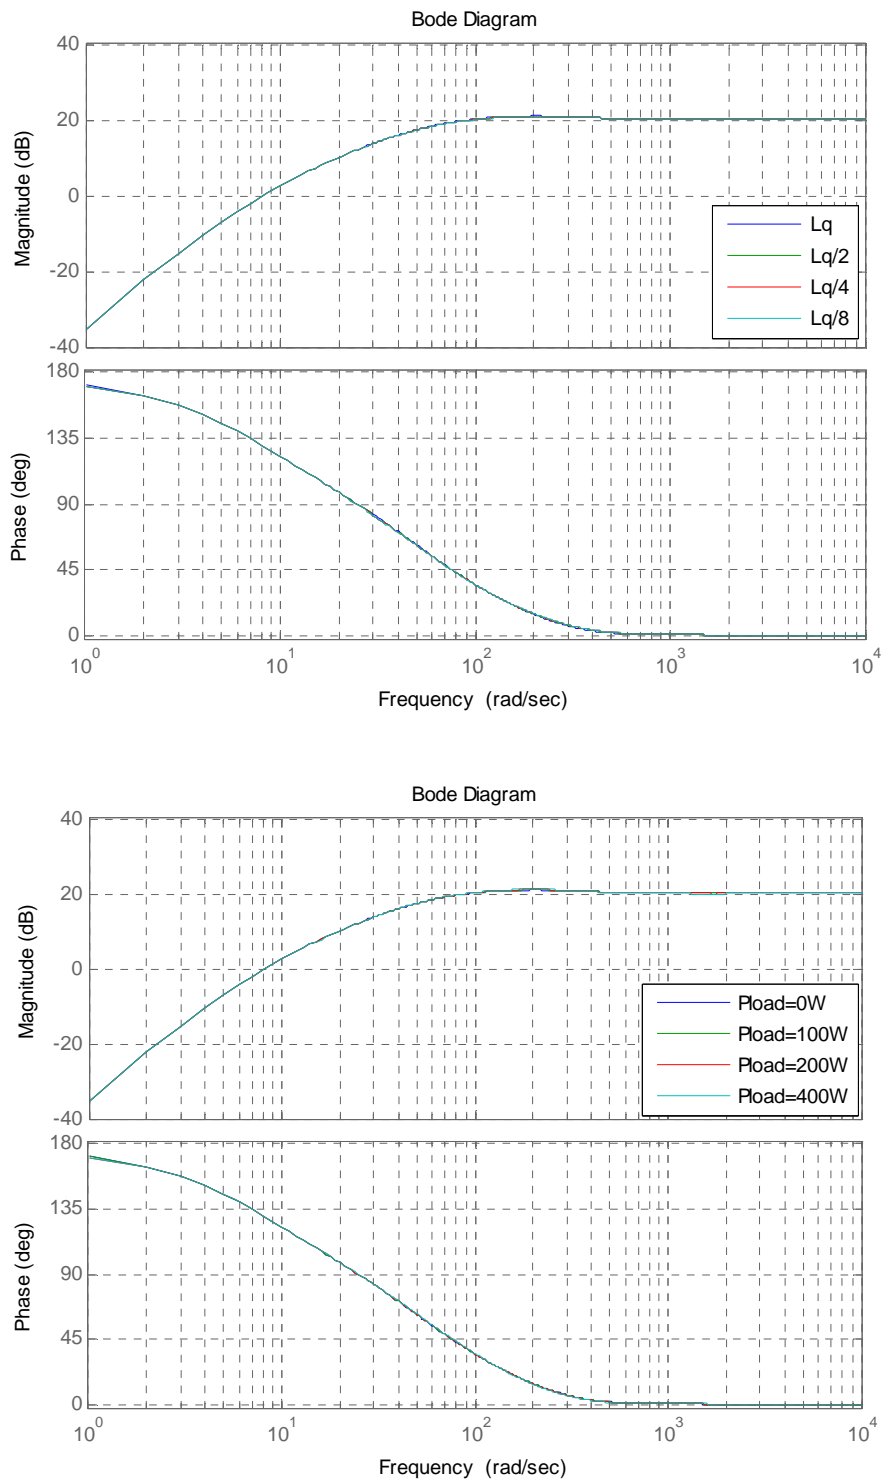 Bode Diagram
Magnitude (dB)
40
20
0
-20
-40
Lq
Lq/2
Lq/4
Lq/8
Phase (deg)
180
135
90
45
0
10^0 10^1 10^2 10^3 10^4
Frequency (rad/sec)
Bode Diagram
Magnitude (dB)
40
20
0
-20
-40
Pload=0W
Pload=100W
Pload=200W
Pload=400W
Phase (deg)
180
135
90
45
0
10^0 10^1 10^2 10^3 10^4
Frequency (rad/sec)